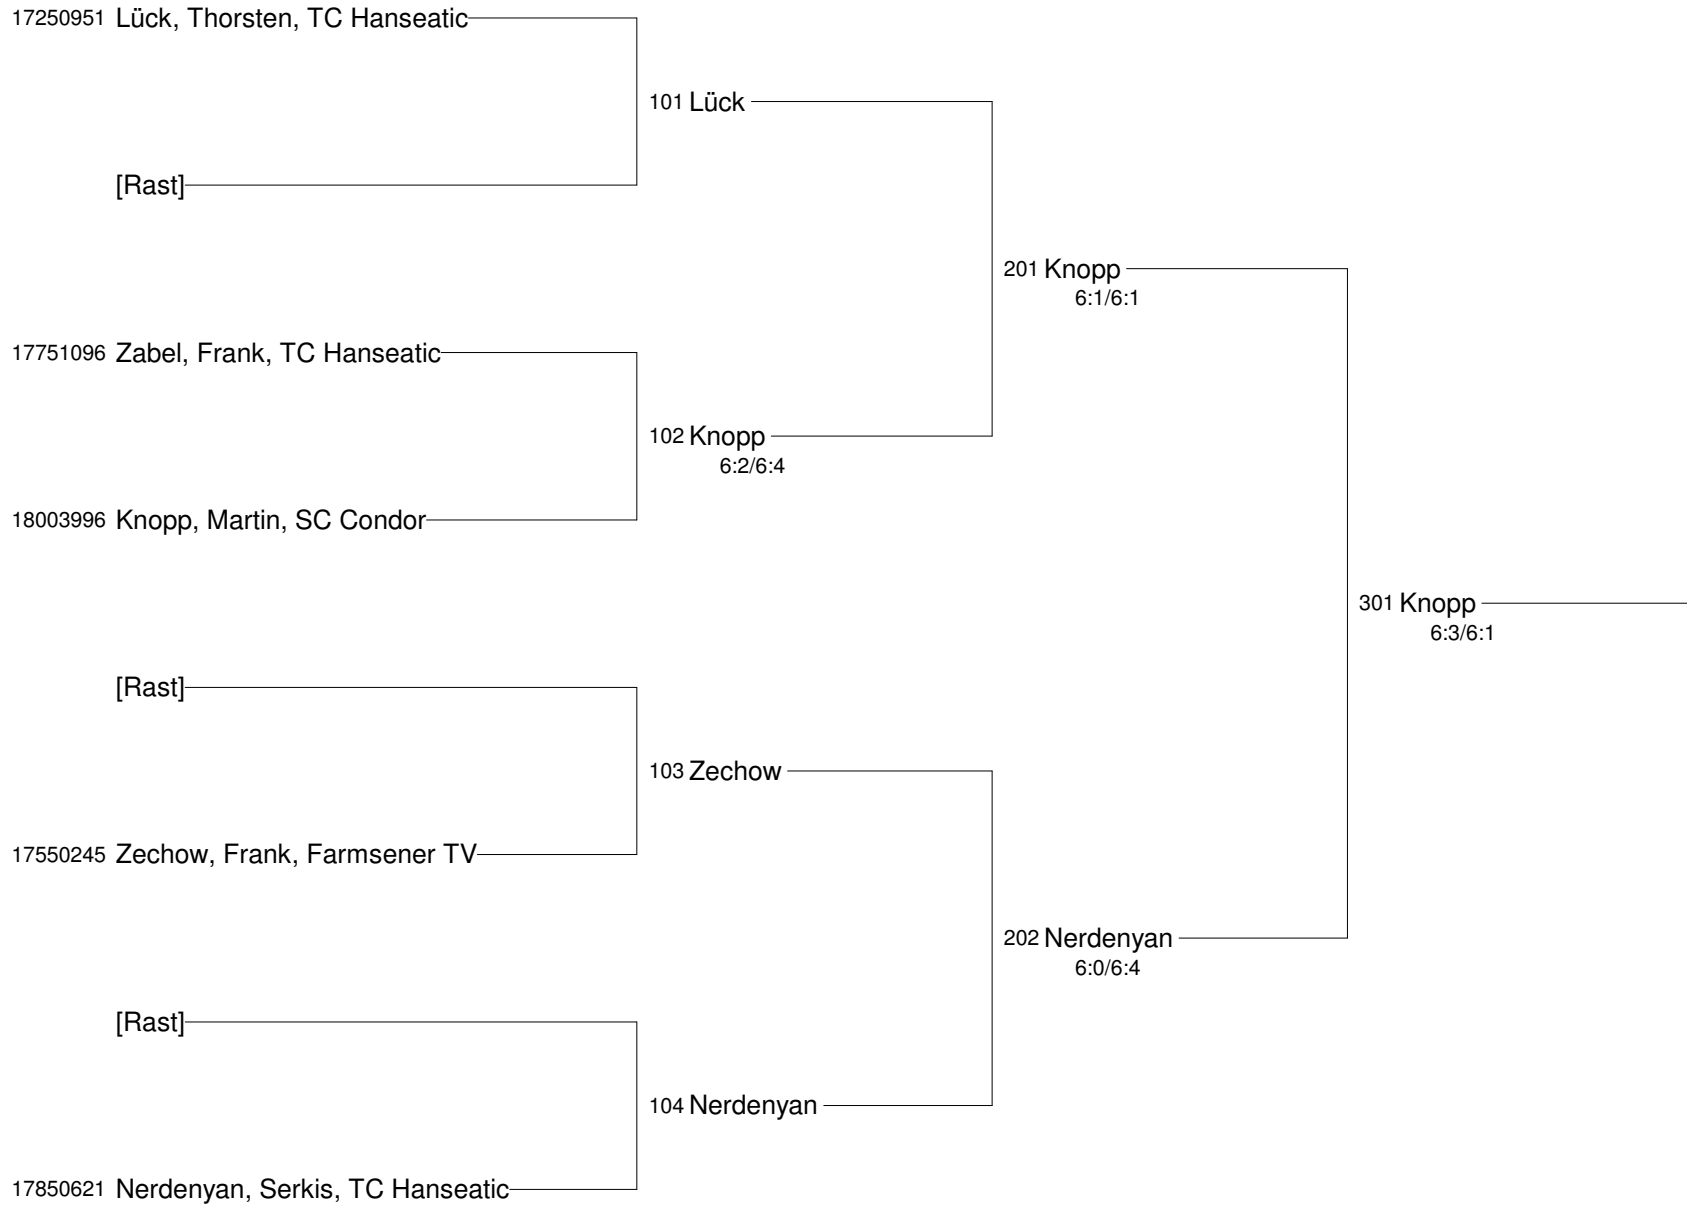 17250951 Lück, Thorsten, TC Hanseatic
101 Lück
[Rast]
201 Knopp
6:1/6:1
17751096 Zabel, Frank, TC Hanseatic
102 Knopp
6:2/6:4
18003996 Knopp, Martin, SC Condor
301 Knopp
6:3/6:1
[Rast]
103 Zechow
17550245 Zechow, Frank, Farmsener TV
202 Nerdenyan
6:0/6:4
[Rast]
104 Nerdenyan
17850621 Nerdenyan, Serkis, TC Hanseatic